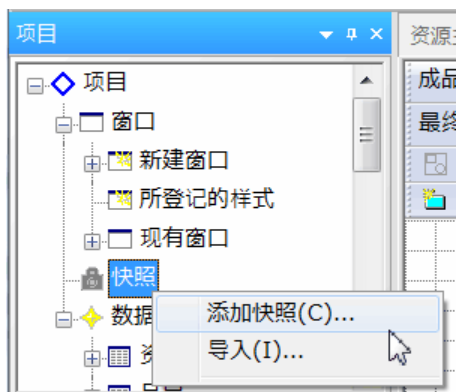 项目
资源
项目
成品
窗口
最终
新建窗口
所登记的样式
现有窗口
快照
添加快照(C)...
数据
导入(I)...